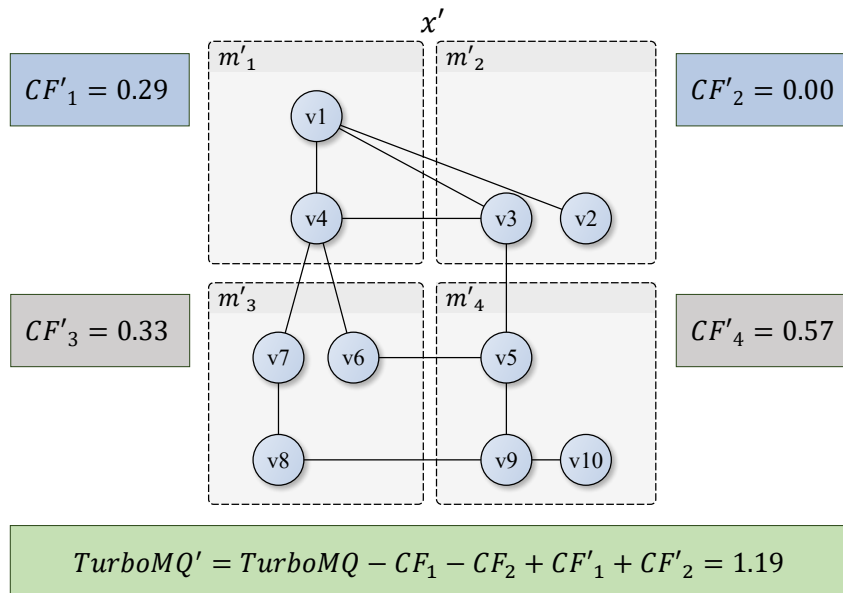 x'
m'₁
m'₂
CF'₁ = 0.29
CF'₂ = 0.00
v1
v4
v3
v2
m'₃
m'₄
CF'₃ = 0.33
CF'₄ = 0.57
v7
v6
v5
v8
v9
v10
TurboMQ' = TurboMQ − CF₁ − CF₂ + CF'₁ + CF'₂ = 1.19